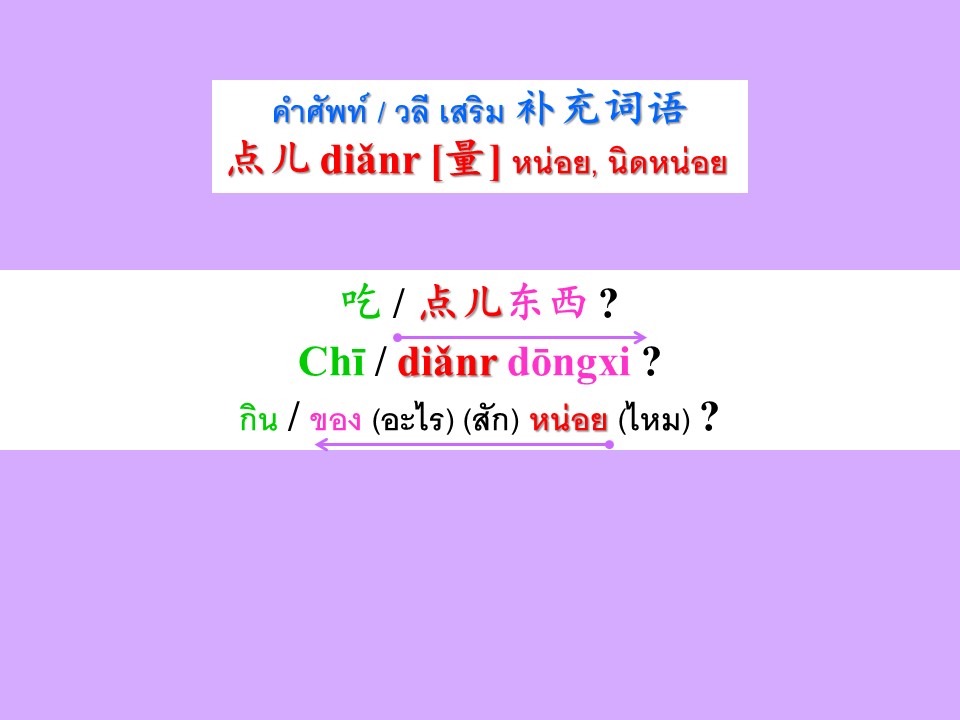 คำศัพท์ / วลี เสริม 补充词语
点儿 diǎnr [量] หน่อย, นิดหน่อย
吃 / 点儿东西 ?
Chī / diǎnr dōngxi ?
กิน / ของ (อะไร) (สัก) หน่อย (ไหม) ?